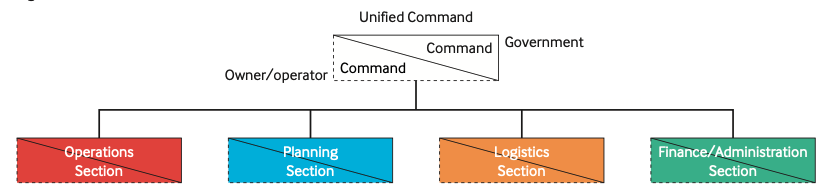 Unified Command
Command
Government
Owner/operator
Command
Operations
Section
Planning
Section
Logistics
Section
Finance/Administration
Section